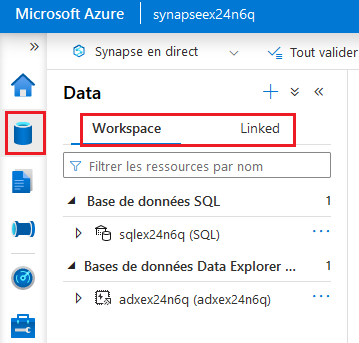 Microsoft Azure synapseex24n6q
Synapse en direct Tout valider
Data
Workspace Linked
Filtrer les ressources par nom
Base de données SQL 1
sqlex24n6q (SQL)
Bases de données Data Explorer ... 1
adxex24n6q (adxex24n6q)